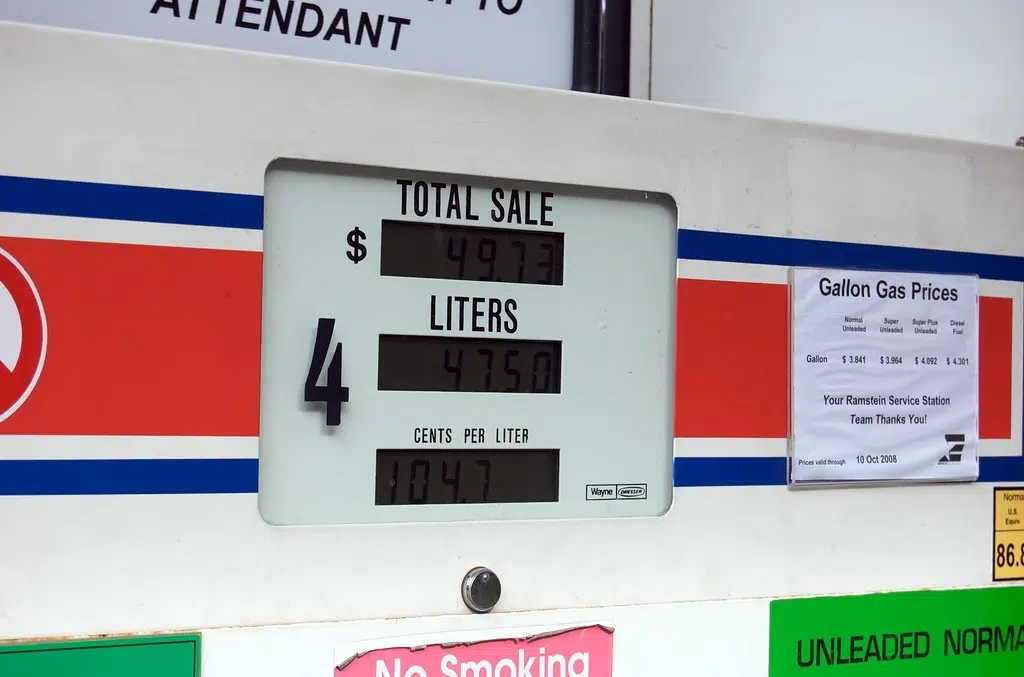 TO
ATTENDANT
TOTAL SALE
$ 49.73
LITERS
4
47.50
CENTS PER LITER
104.7
Wayne DRESSER
Gallon Gas Prices
Normal Unleaded Super Unleaded Super Plus Unleaded Diesel Fuel
Gallon $ 3.841 $ 3.964 $ 4.092 $ 4.301
Your Ramstein Service Station
Team Thank You!
Prices valid through 10 Oct 2008
Norma
U.S.
Equiv.
86.8
UNLEADED NORMA
No Smoking